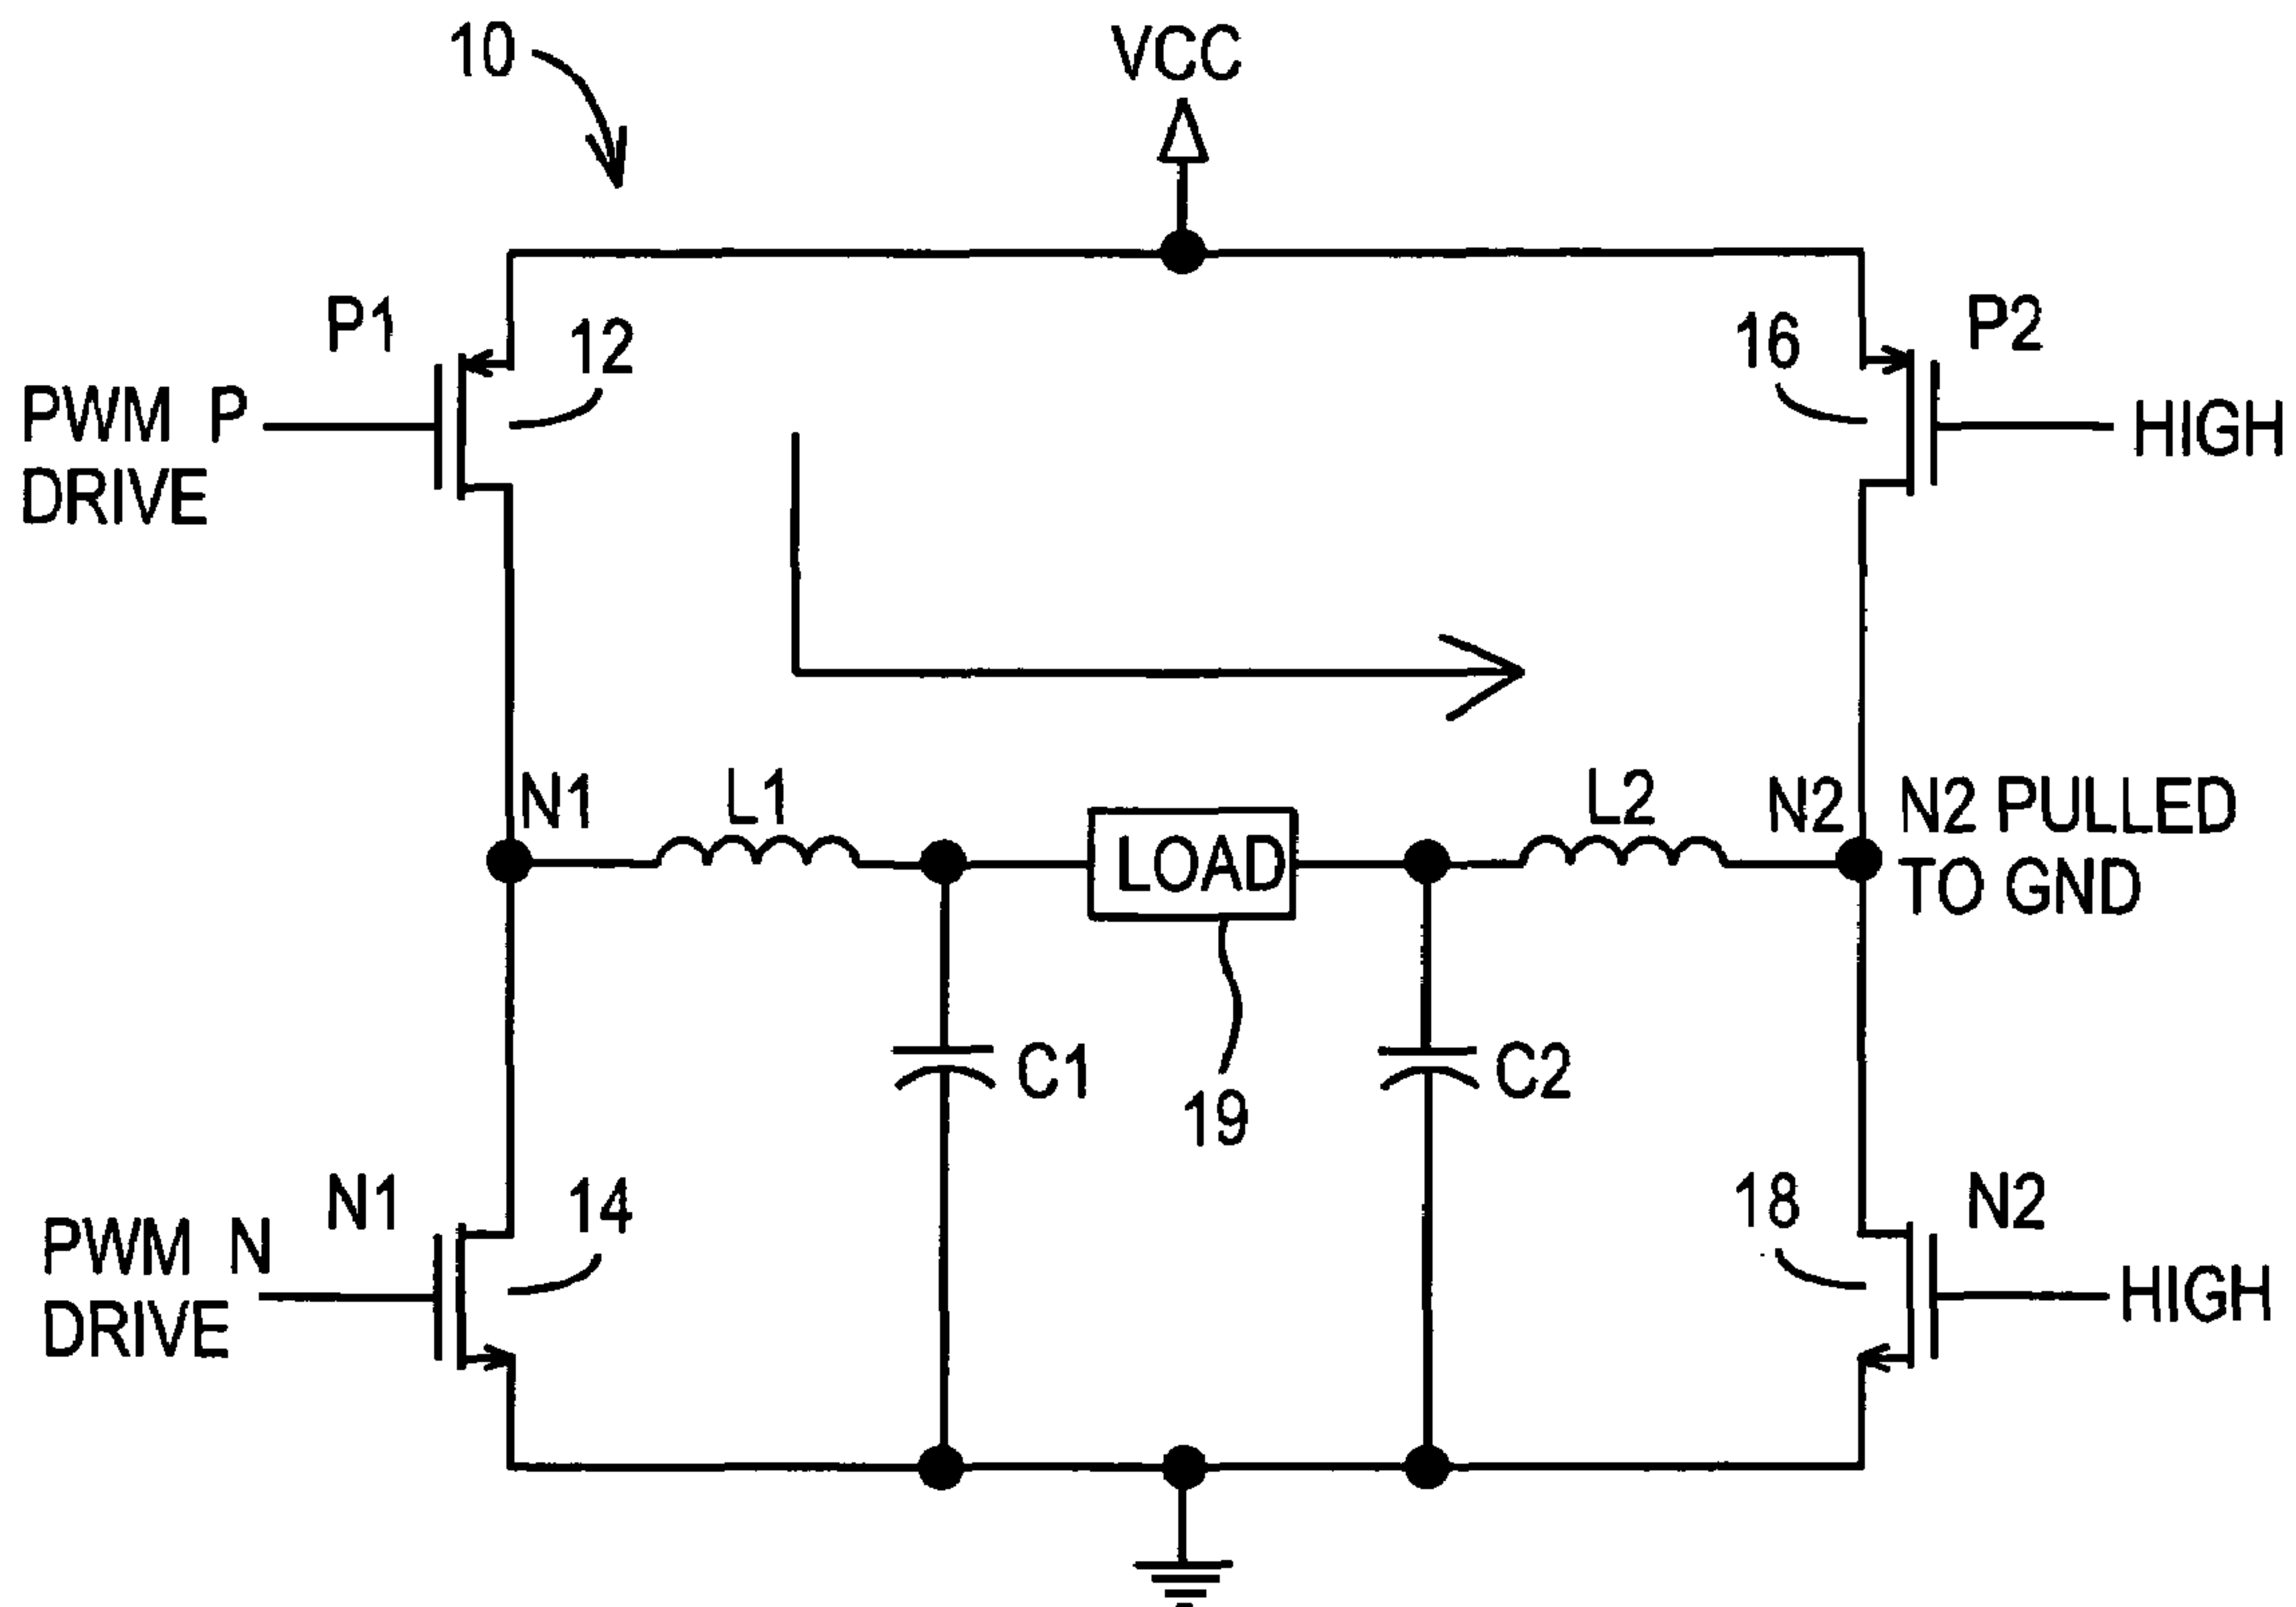 10
VCC
P1
12
16
P2
PWM P
DRIVE
HIGH
N1
L1
LOAD
L2
N2
N2 PULLED
TO GND
C1
C2
19
N1
14
18
N2
PWM N
DRIVE
HIGH